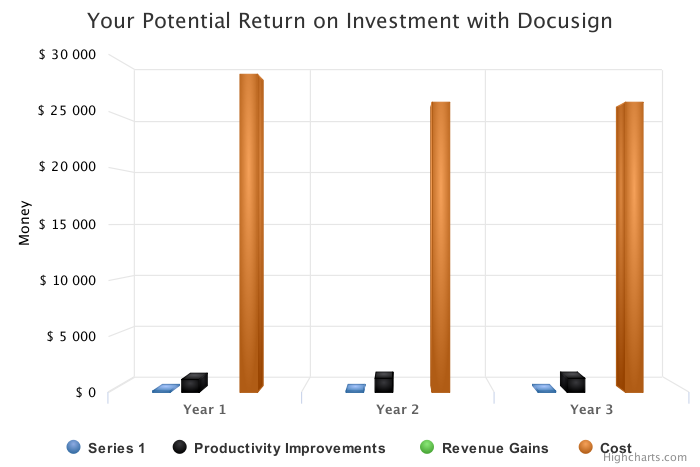 Your Potential Return on Investment with Docusign
$ 30 000
$ 25 000
$ 20 000
$ 15 000
$ 10 000
$ 5 000
$ 0
Money
Year 1 Year 2 Year 3
Series 1 Productivity Improvements Revenue Gains Cost
Highcharts.com